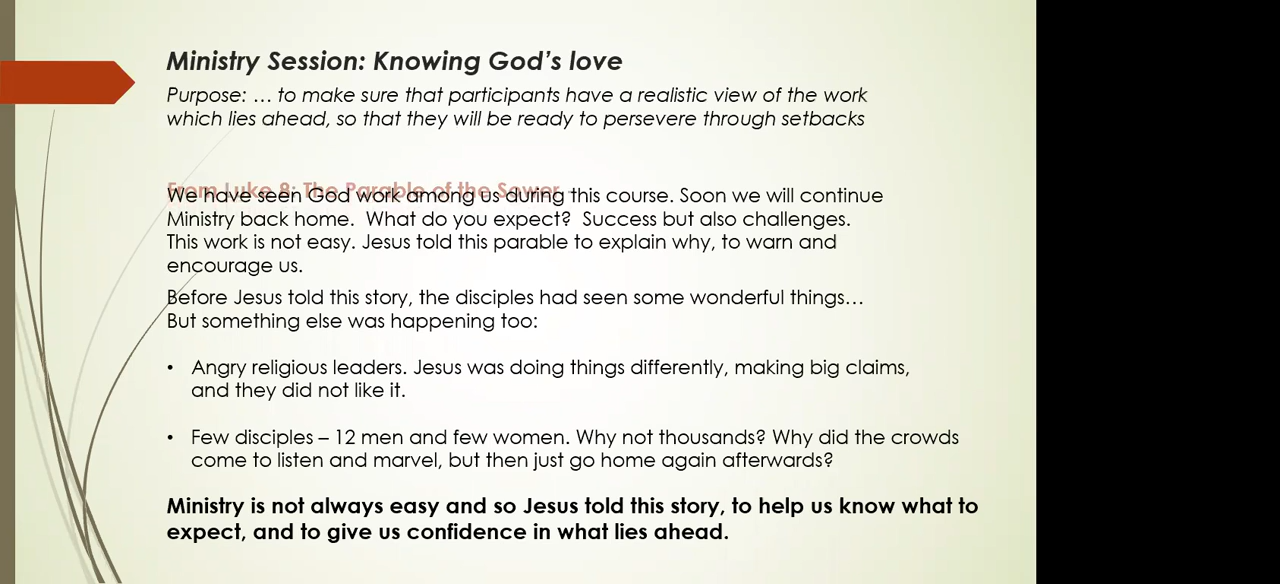 Ministry Session: Knowing God's love
Purpose: … to make sure that participants have a realistic view of the work
which lies ahead, so that they will be ready to persevere through setbacks
From Luke 8: The Parable of the Sower
We have seen God work among us during this course. Soon we will continue
Ministry back home.  What do you expect?  Success but also challenges.
This work is not easy. Jesus told this parable to explain why, to warn and
encourage us.
Before Jesus told this story, the disciples had seen some wonderful things…
But something else was happening too:
• Angry religious leaders. Jesus was doing things differently, making big claims,
and they did not like it.
• Few disciples – 12 men and few women. Why not thousands? Why did the crowds
come to listen and marvel, but then just go home again afterwards?
Ministry is not always easy and so Jesus told this story, to help us know what to
expect, and to give us confidence in what lies ahead.